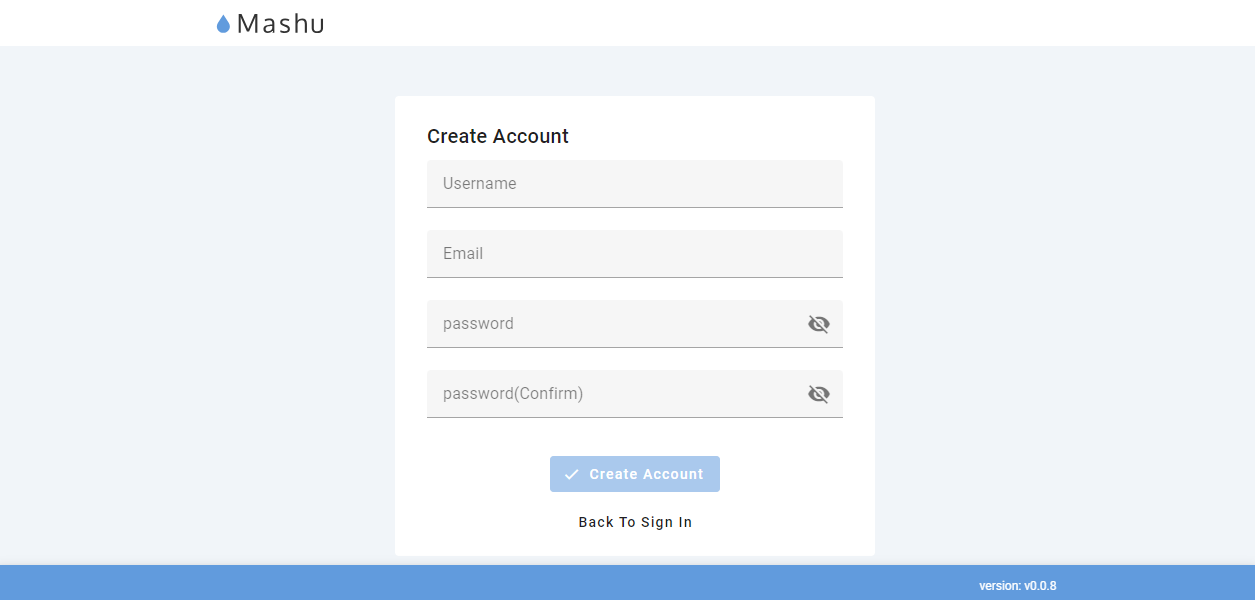 Mashu
Create Account
Username
Email
password
password(Confirm)
Create Account
Back To Sign In
version: v0.0.8